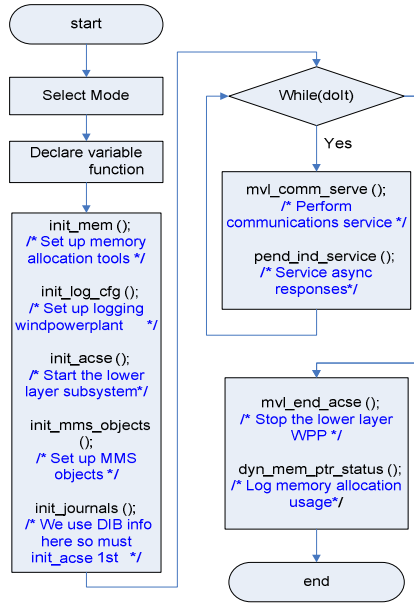 start
Select Mode
Declare variable
function
init_mem ();
/* Set up memory
allocation tools */
init_log_cfg ();
/* Set up logging
windpowerplant */
init_acse ();
/* Start the lower
layer subsystem*/
init_mms_objects
();
/* Set up MMS
objects */
init_journals ();
/* We use DIB info
here so must
init_acse 1st */
While(doIt)
Yes
mvl_comm_serve ();
/* Perform
communications service */
pend_ind_service ();
/* Service async
responses*/
mvl_end_acse ();
/* Stop the lower layer
WPP */
dyn_mem_ptr_status ();
/* Log memory allocation
usage*/
end